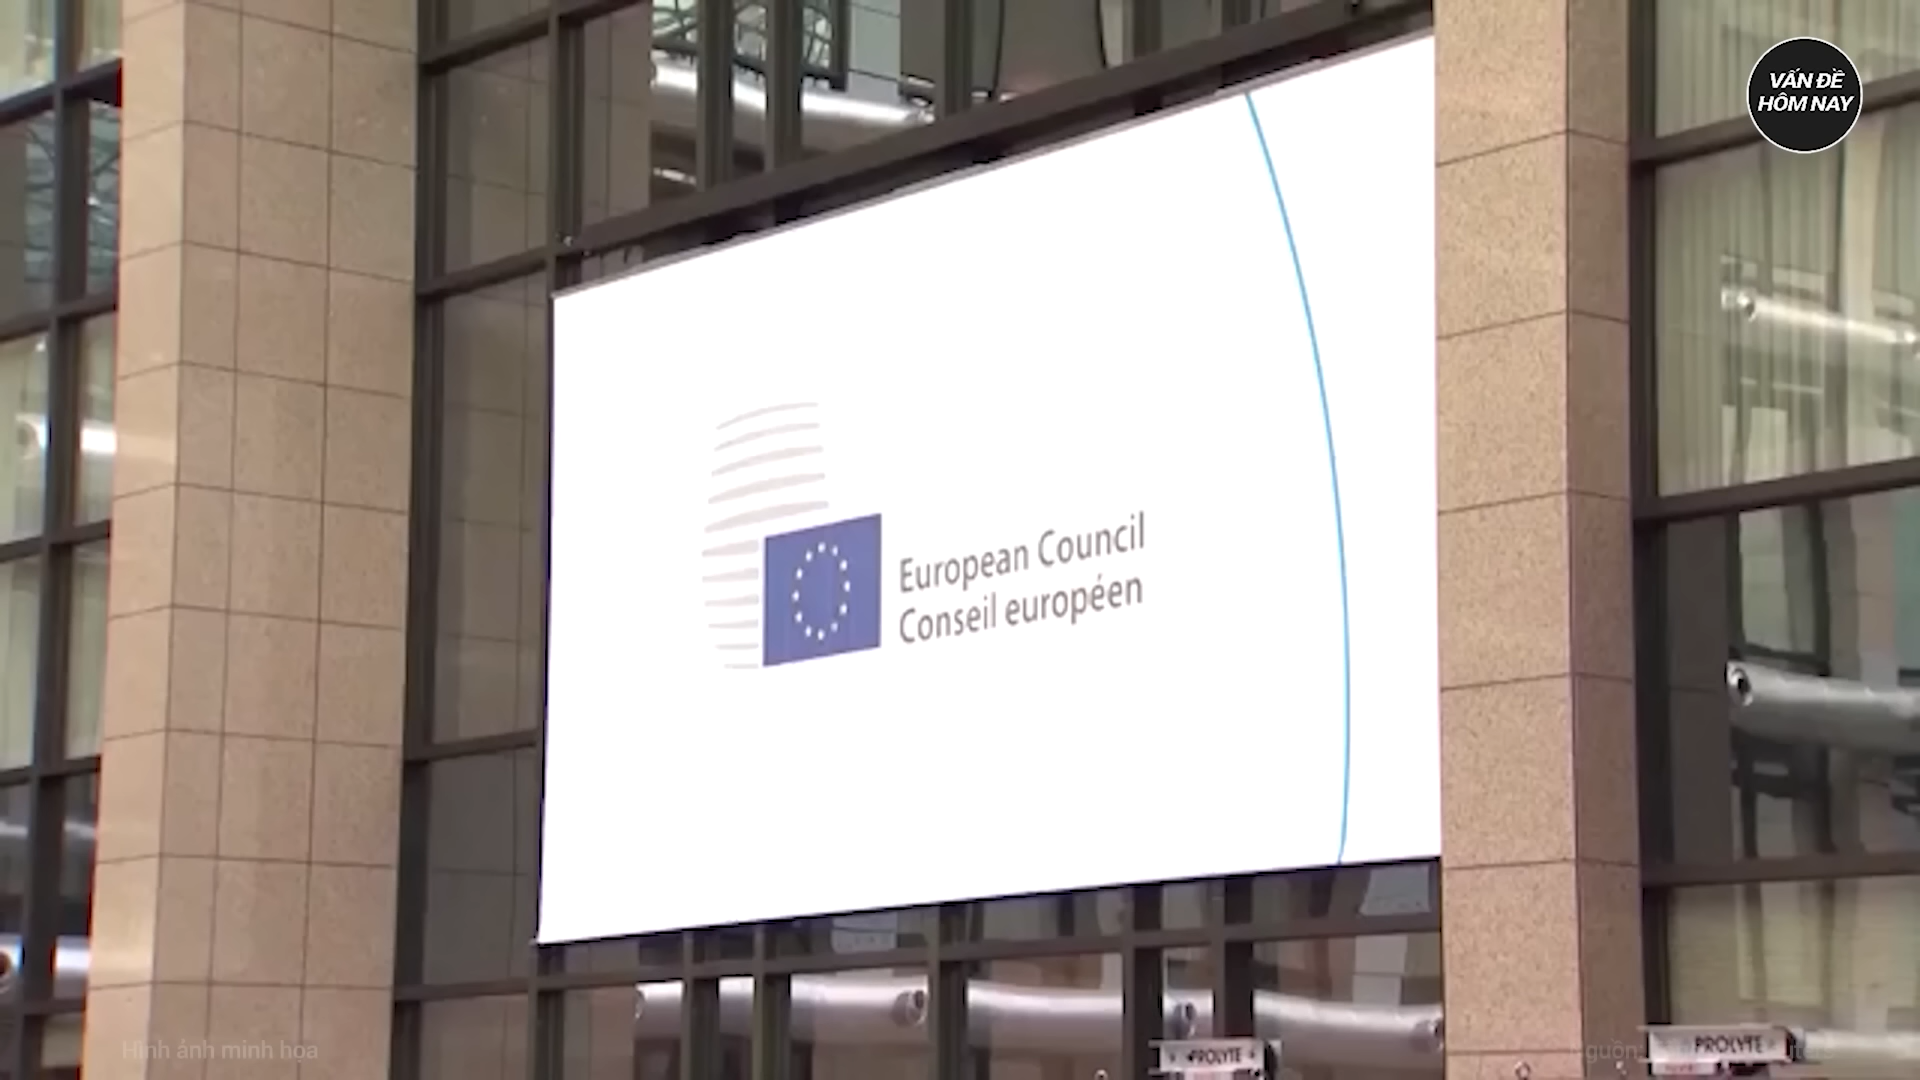 VẤN ĐỀ
HÔM NAY
European Council
Conseil européen
PROLYTE
PROLYTE
Hình ảnh minh họa